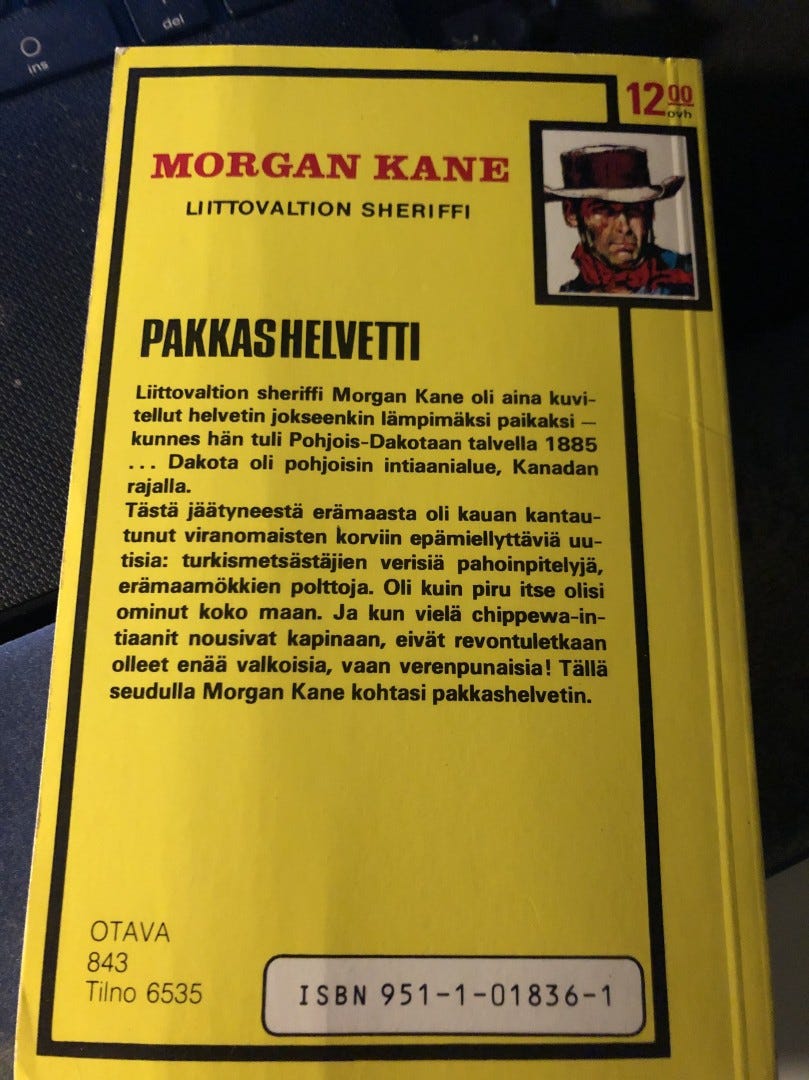 ins
del
12 00
ovh
MORGAN KANE
LIITTOVALTION SHERIFFI
PAKKASHELVETTI
Liittovaltion sheriffi Morgan Kane oli aina kuvi-
tellut helvetin jokseenkin lämpimäksi paikaksi —
kunnes hän tuli Pohjois-Dakotaan talvella 1885
... Dakota oli pohjoisin intiaanialue, Kanadan
rajalla.
Tästä jäätyneestä erämaasta oli kauan kantau-
tunut viranomaisten korviin epämiellyttäviä uu-
tisia: turkismetsästäjien verisiä pahoinpitelyjä,
erämaamökkien polttoja. Oli kuin piru itse olisi
ominut koko maan. Ja kun vielä chippewa-in-
tiaanit nousivat kapinaan, eivät revontuletkaan
olleet enää valkoisia, vaan verenpunaisia! Tällä
seudulla Morgan Kane kohtasi pakkashelvetin.
OTAVA
843
Tilno 6535
ISBN 951-1-01836-1